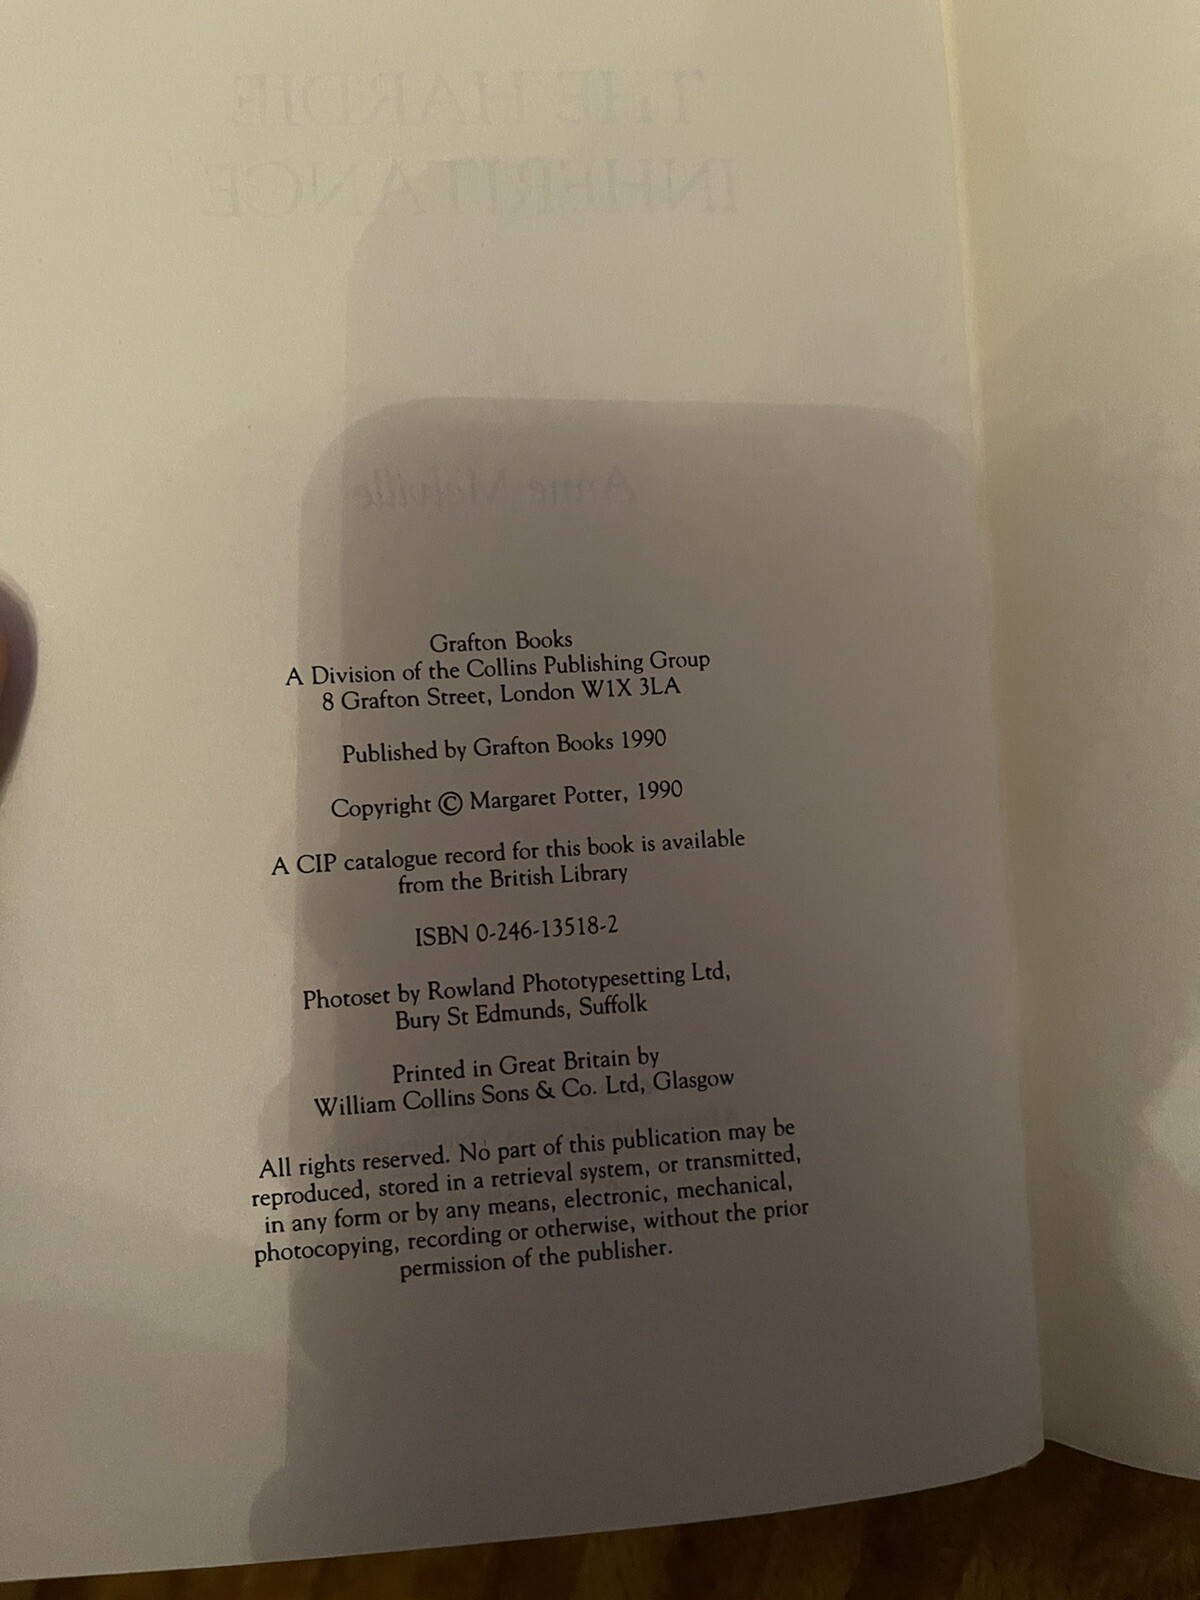 THE HARDIE
INHERITANCE
Anne Melville
Grafton Books
A Division of the Collins Publishing Group
8 Grafton Street, London W1X 3LA
Published by Grafton Books 1990
Copyright © Margaret Potter, 1990
A CIP catalogue record for this book is available
from the British Library
ISBN 0-246-13518-2
Photoset by Rowland Phototypesetting Ltd,
Bury St Edmunds, Suffolk
Printed in Great Britain by
William Collins Sons & Co. Ltd, Glasgow
All rights reserved. No part of this publication may be
reproduced, stored in a retrieval system, or transmitted,
in any form or by any means, electronic, mechanical,
photocopying, recording or otherwise, without the prior
permission of the publisher.